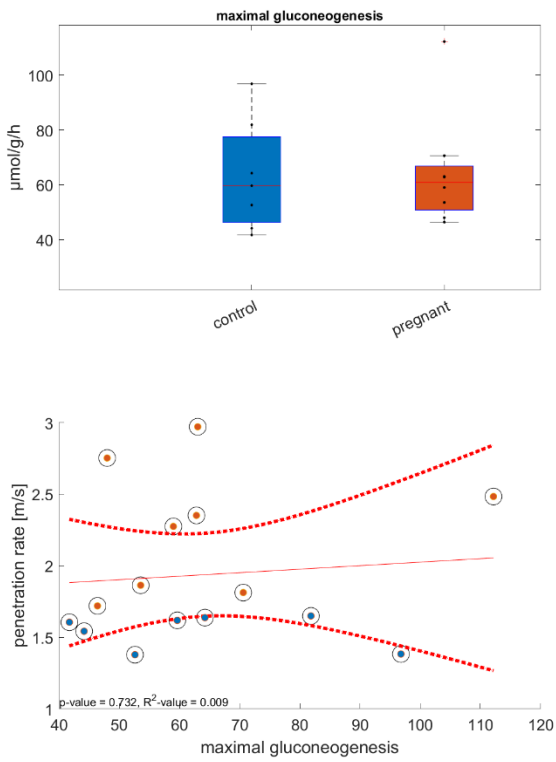 maximal gluconeogenesis
100
80
60
40
µmol/g/h
control
pregnant
3
2.5
2
1.5
1
penetration rate [m/s]
p-value = 0.732, R²-value = 0.009
40 50 60 70 80 90 100 110 120
maximal gluconeogenesis